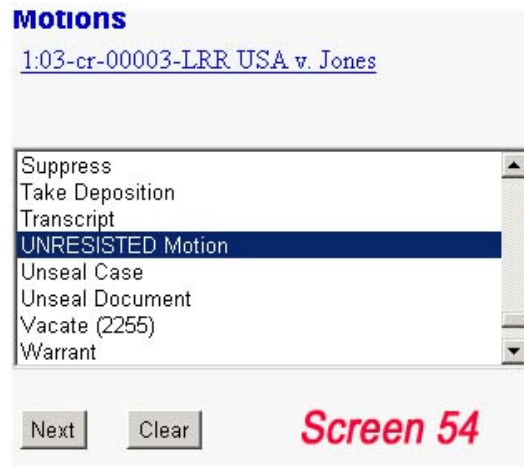 Motions
1:03-cr-00003-LRR USA v. Jones
Suppress
Take Deposition
Transcript
UNRESISTED Motion
Unseal Case
Unseal Document
Vacate (2255)
Warrant
Next Clear Screen 54